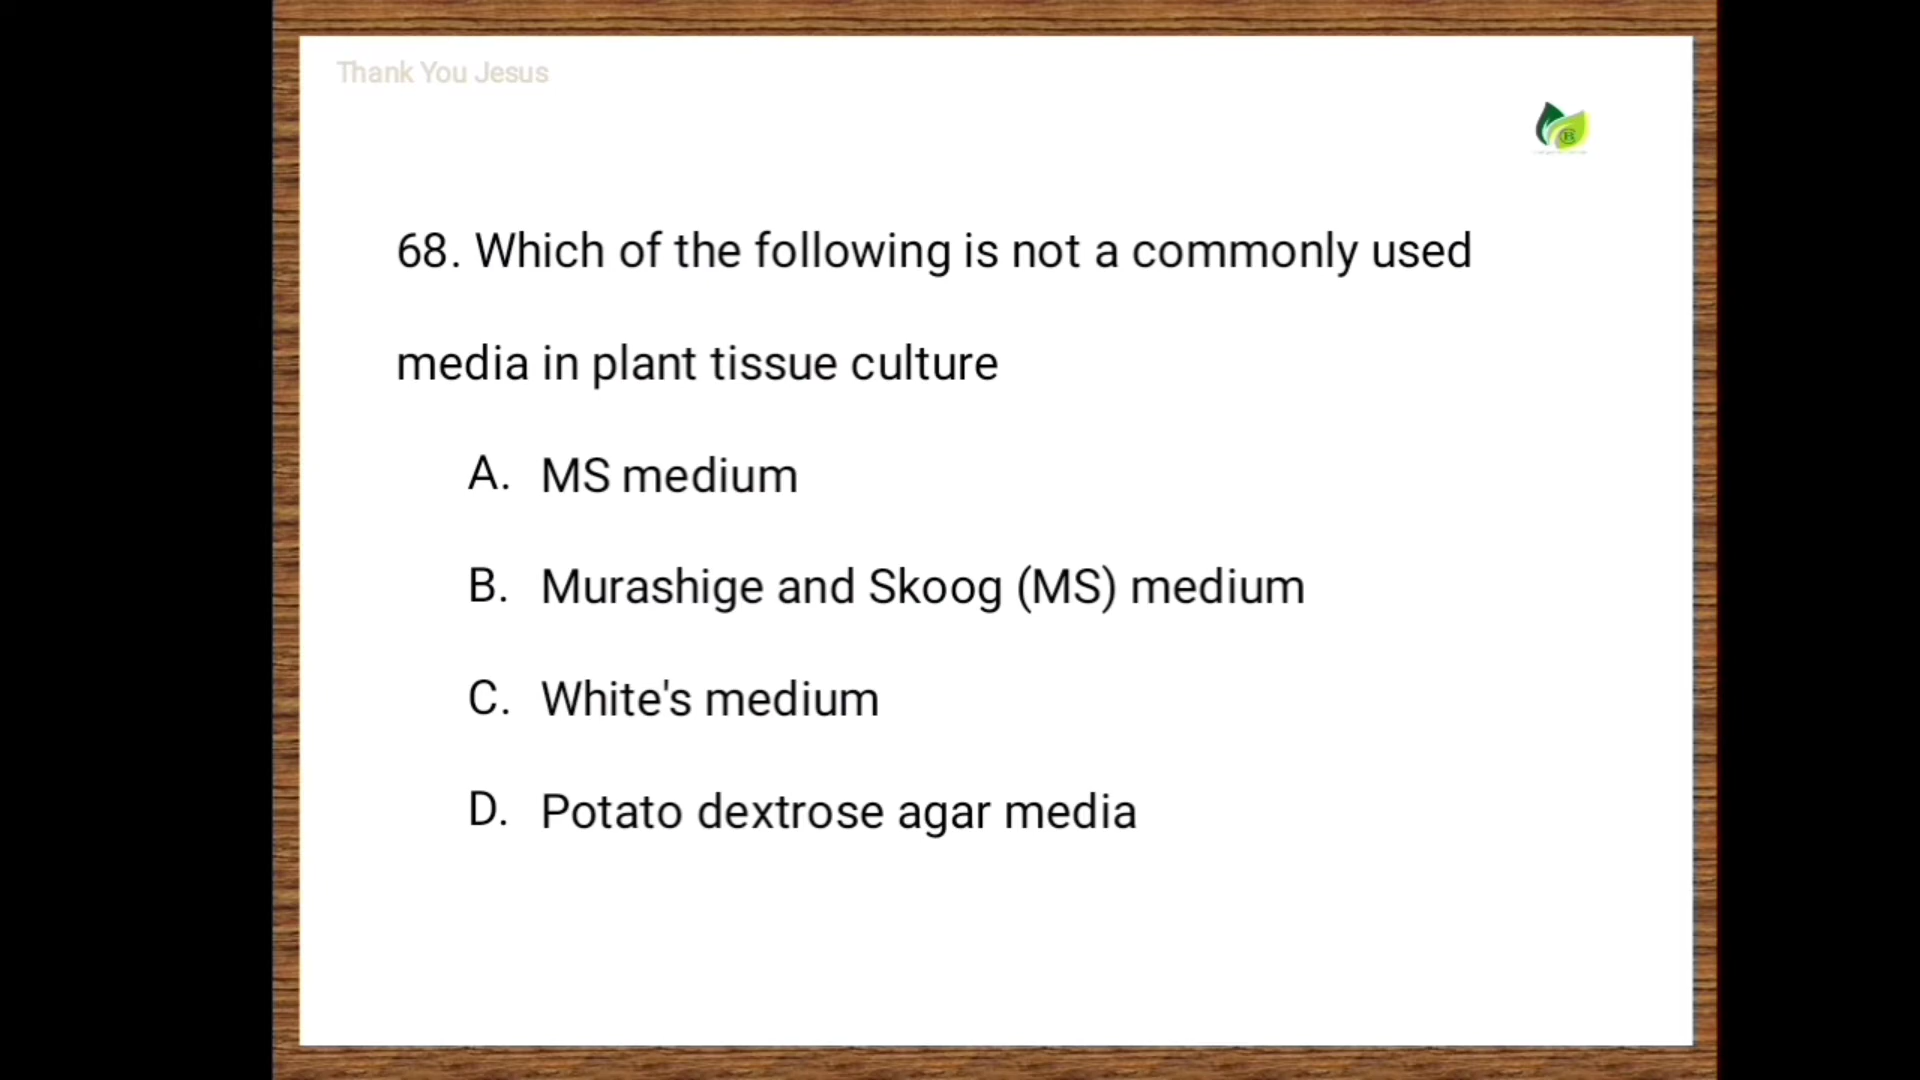 Thank You Jesus
68. Which of the following is not a commonly used
media in plant tissue culture
A. MS medium
B. Murashige and Skoog (MS) medium
C. White's medium
D. Potato dextrose agar media